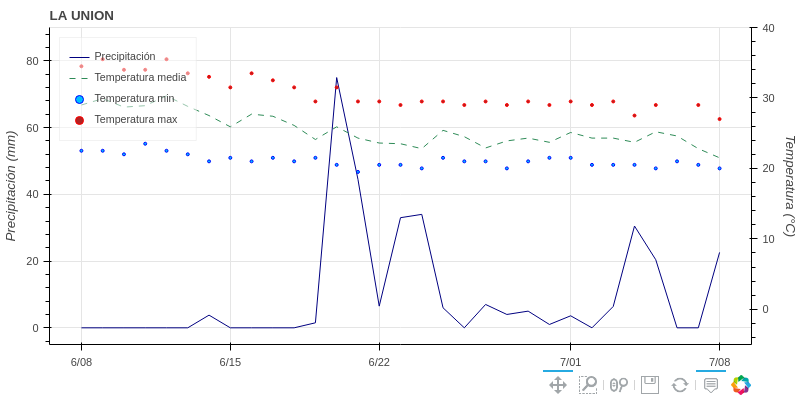 LA UNION
Precipitación
Temperatura media
Temperatura min
Temperatura max
Precipitación (mm)
80
60
40
20
0
Temperatura (°C)
40
30
20
10
0
6/08
6/15
6/22
7/01
7/08